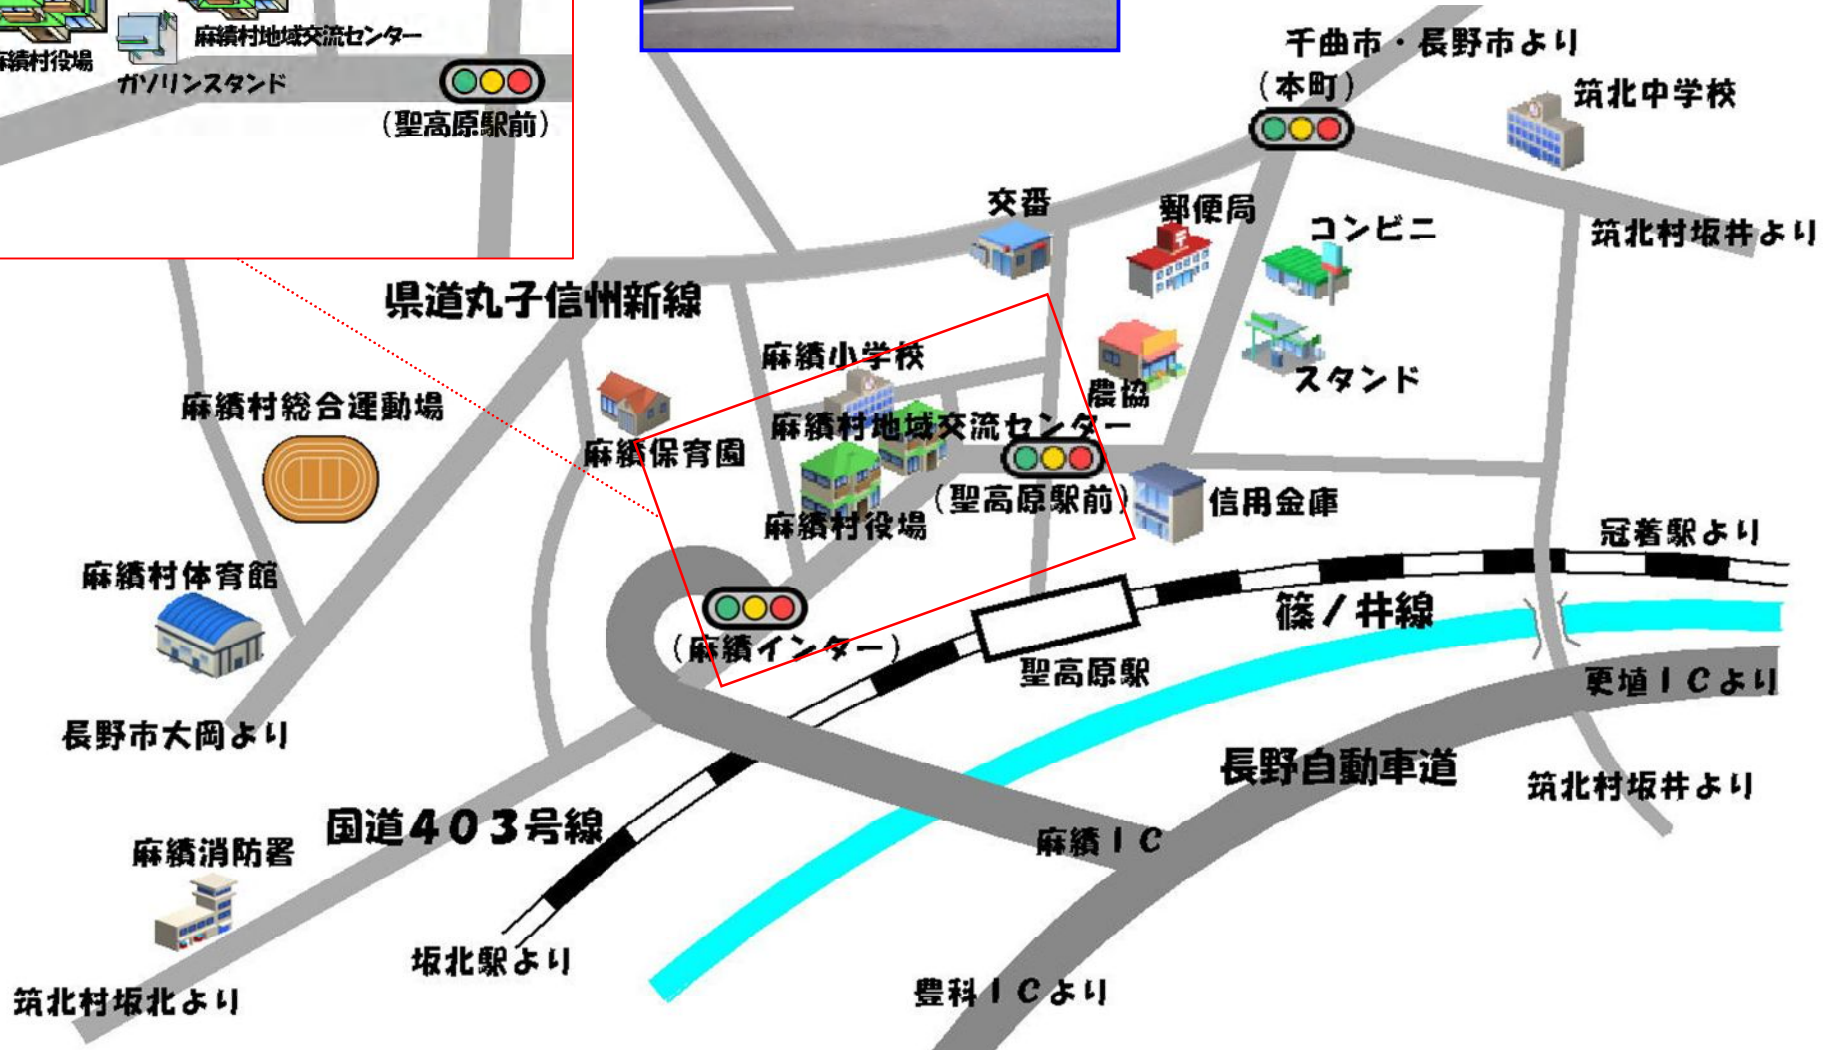 麻績村地域交流センター
麻績村役場
ガソリンスタンド
(聖高原駅前)
千曲市・長野市より
(本町)
筑北中学校
交番
郵便局
コンビニ
筑北村坂井より
県道丸子信州新線
麻績小学校
スタンド
農協
麻績村総合運動場
麻績村地域交流センター
麻績保育園
(聖高原駅前)
信用金庫
麻績村役場
冠着駅より
麻績村体育館
篠ノ井線
(麻績インター)
聖高原駅
更埴ICより
長野市大岡より
長野自動車道
筑北村坂井より
国道403号線
麻績IC
麻績消防署
坂北駅より
豊科ICより
筑北村坂北より